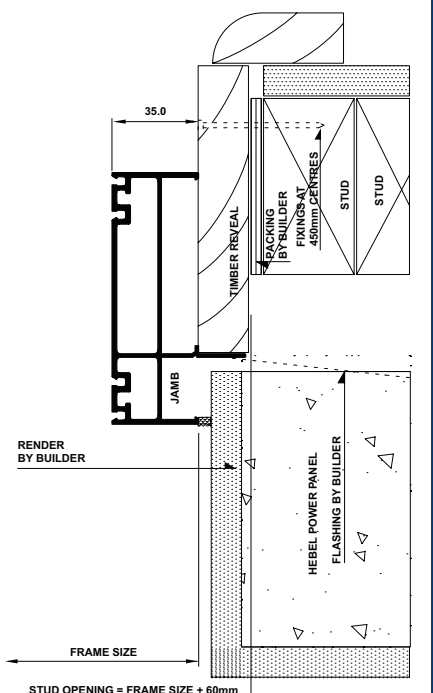 35.0
TIMBER REVEAL
PACKING
BY BUILDER
FIXINGS AT
450mm CENTRES
STUD
STUD
JAMB
RENDER
BY BUILDER
HEBEL POWER PANEL
FLASHING BY BUILDER
FRAME SIZE
STUD OPENING = FRAME SIZE + 60mm